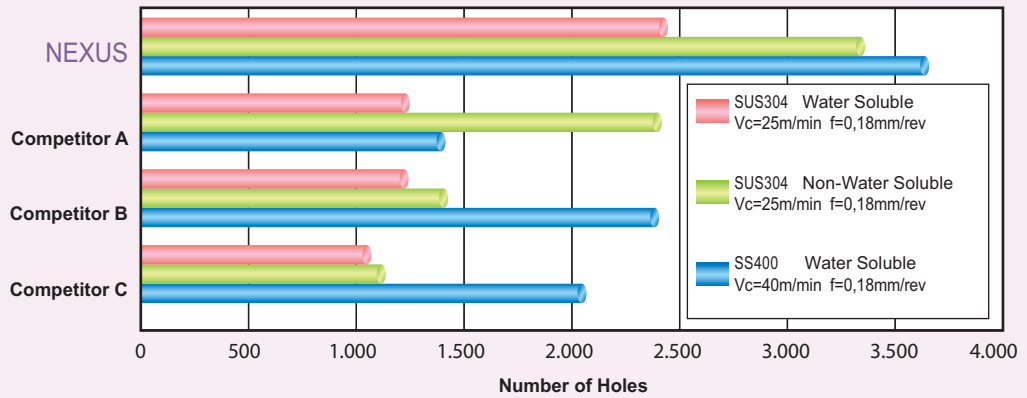 NEXUS
Competitor A
Competitor B
Competitor C
SUS304 Water Soluble
Vc=25m/min f=0,18mm/rev
SUS304 Non-Water Soluble
Vc=25m/min f=0,18mm/rev
SS400 Water Soluble
Vc=40m/min f=0,18mm/rev
0 500 1.000 1.500 2.000 2.500 3.000 3.500 4.000
Number of Holes